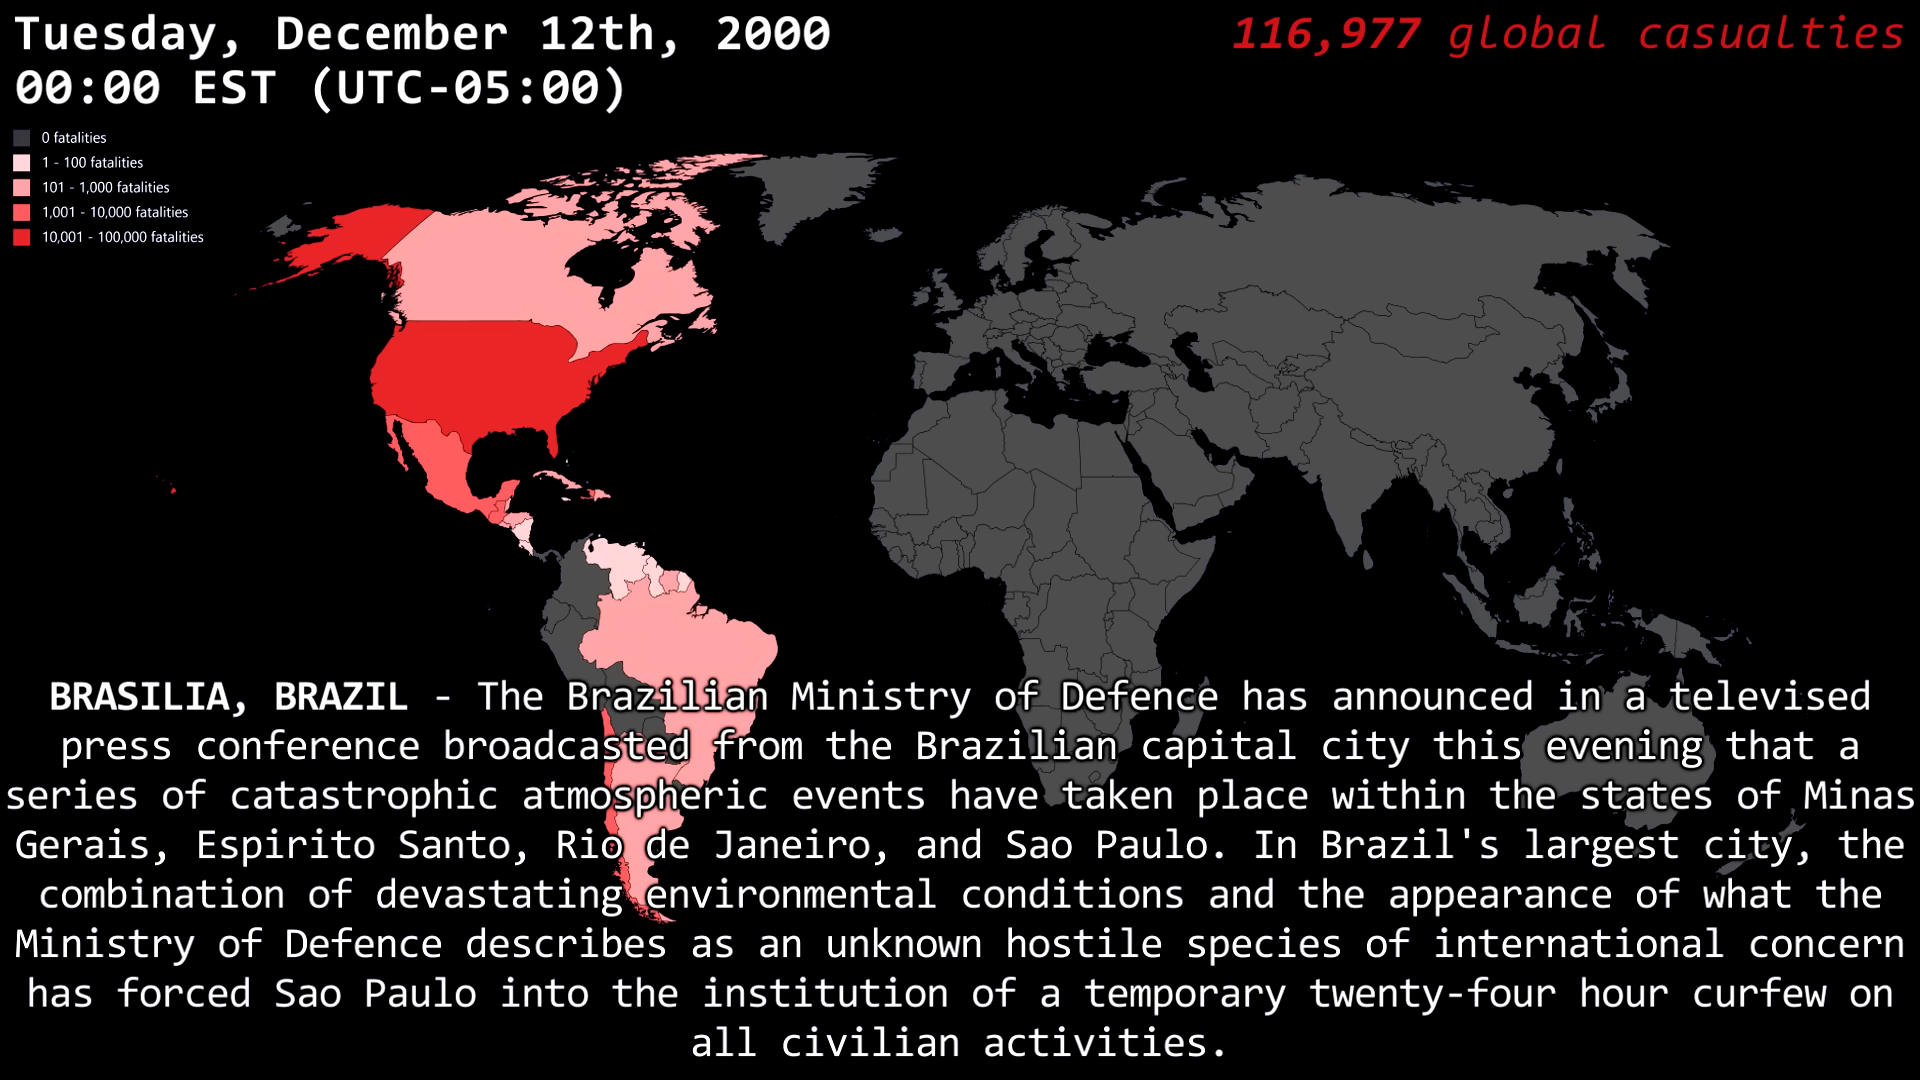 Tuesday, December 12th, 2000
116,977 global casualties
00:00 EST (UTC-05:00)
0 fatalities
1 - 100 fatalities
101 - 1,000 fatalities
1,001 - 10,000 fatalities
10,001 - 100,000 fatalities
BRASILIA, BRAZIL - The Brazilian Ministry of Defence has announced in a televised
press conference broadcasted from the Brazilian capital city this evening that a
series of catastrophic atmospheric events have taken place within the states of Minas
Gerais, Espirito Santo, Rio de Janeiro, and Sao Paulo. In Brazil's largest city, the
combination of devastating environmental conditions and the appearance of what the
Ministry of Defence describes as an unknown hostile species of international concern
has forced Sao Paulo into the institution of a temporary twenty-four hour curfew on
all civilian activities.